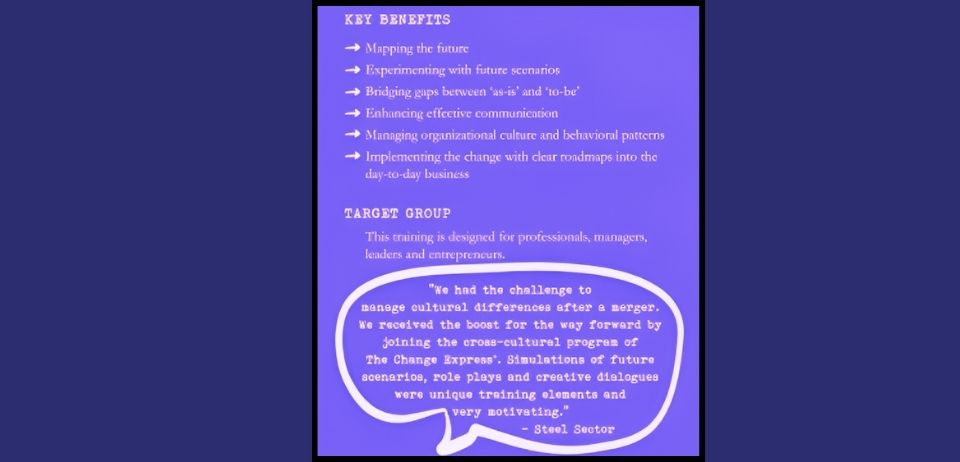 KEY BENEFITS
→ Mapping the future
→ Experimenting with future scenarios
→ Bridging gaps between 'as-is' and 'to-be'
→ Enhancing effective communication
→ Managing organizational culture and behavioral patterns
→ Implementing the change with clear roadmaps into the
day-to-day business
TARGET GROUP
This training is designed for professionals, managers,
leaders and entrepreneurs.
"We had the challenge to
manage cultural differences after a merger.
We received the boost for the way forward by
joining the cross-cultural program of
The Change Express®. Simulations of future
scenarios, role plays and creative dialogues
were unique training elements and
very motivating."
- Steel Sector